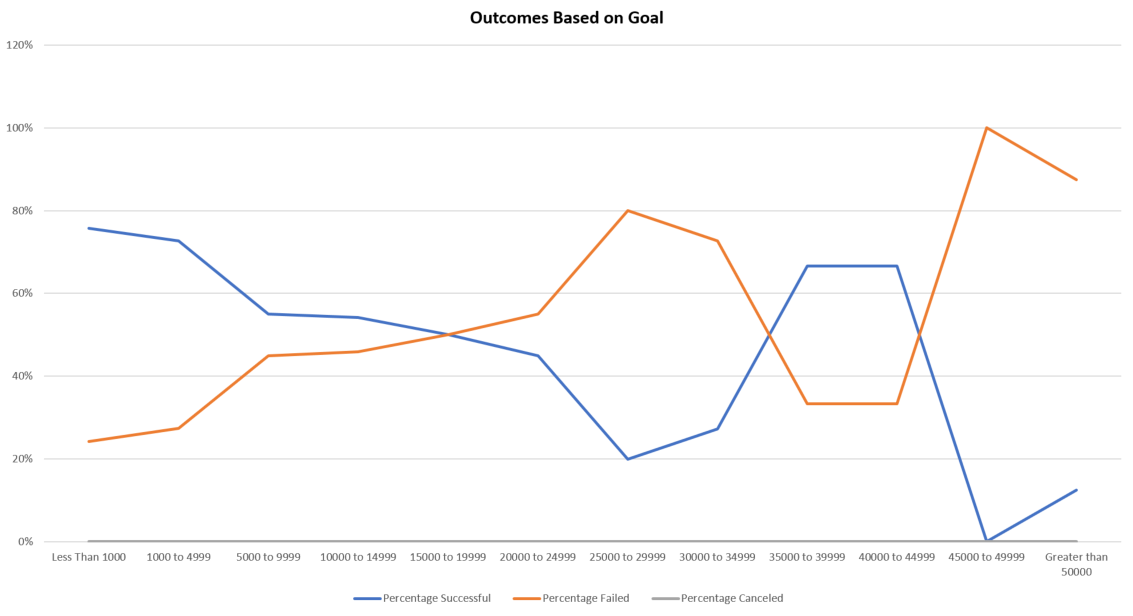 Outcomes Based on Goal
120%
100%
80%
60%
40%
20%
0%
Less Than 1000 1000 to 4999 5000 to 9999 10000 to 14999 15000 to 19999 20000 to 24999 25000 to 29999 30000 to 34999 35000 to 39999 40000 to 44999 45000 to 49999 Greater than
50000
Percentage Successful Percentage Failed Percentage Canceled